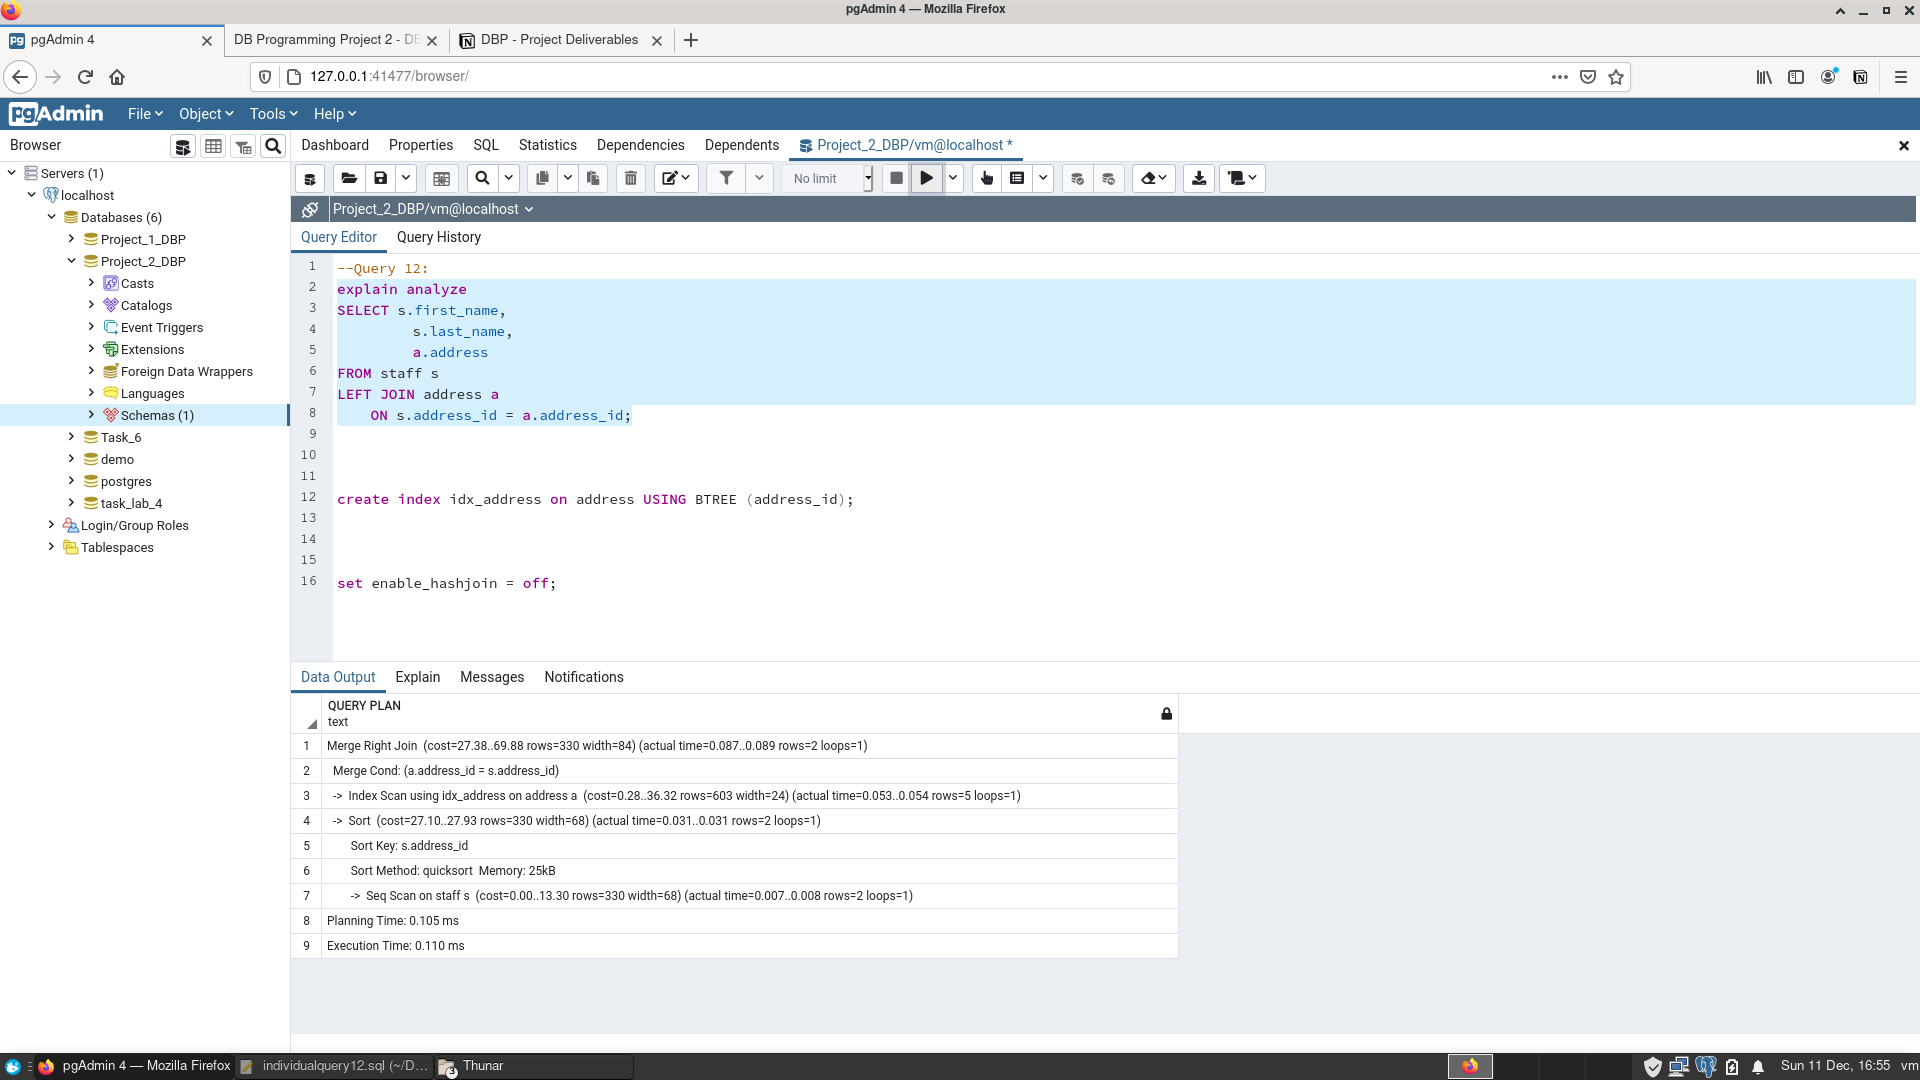 pgAdmin 4 — Mozilla Firefox
pgAdmin 4
DB Programming Project 2 - DB
DBP - Project Deliverables
127.0.0.1:41477/browser/
pgAdmin
File
Object
Tools
Help
Browser
Dashboard
Properties
SQL
Statistics
Dependencies
Dependents
Project_2_DBP/vm@localhost *
Servers (1)
localhost
Databases (6)
Project_1_DBP
Project_2_DBP
Casts
Catalogs
Event Triggers
Extensions
Foreign Data Wrappers
Languages
Schemas (1)
Task_6
demo
postgres
task_lab_4
Login/Group Roles
Tablespaces
No limit
Project_2_DBP/vm@localhost
Query Editor
Query History
1 --Query 12:
2 explain analyze
3 SELECT s.first_name,
4 s.last_name,
5 a.address
6 FROM staff s
7 LEFT JOIN address a
8 ON s.address_id = a.address_id;
9
10
11
12 create index idx_address on address USING BTREE (address_id);
13
14
15
16 set enable_hashjoin = off;
Data Output
Explain
Messages
Notifications
QUERY PLAN
text
1 Merge Right Join (cost=27.38..69.88 rows=330 width=84) (actual time=0.087..0.089 rows=2 loops=1)
2 Merge Cond: (a.address_id = s.address_id)
3 -> Index Scan using idx_address on address a (cost=0.28..36.32 rows=603 width=24) (actual time=0.053..0.054 rows=5 loops=1)
4 -> Sort (cost=27.10..27.93 rows=330 width=68) (actual time=0.031..0.031 rows=2 loops=1)
5 Sort Key: s.address_id
6 Sort Method: quicksort Memory: 25kB
7 -> Seq Scan on staff s (cost=0.00..13.30 rows=330 width=68) (actual time=0.007..0.008 rows=2 loops=1)
8 Planning Time: 0.105 ms
9 Execution Time: 0.110 ms
pgAdmin 4 — Mozilla Firefox
individualquery12.sql (~/D...
3
Thunar
Sun 11 Dec, 16:55
vm